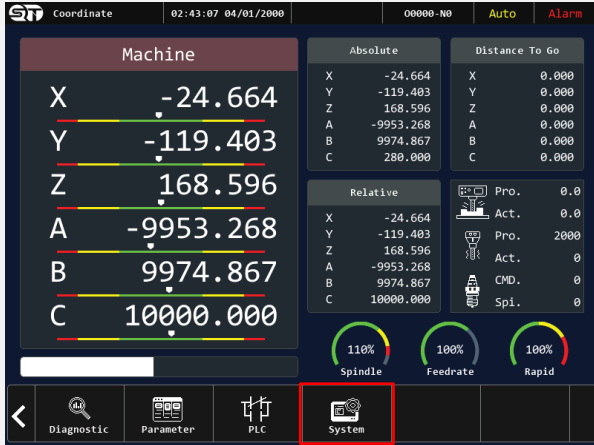 Coordinate 02:43:07 04/01/2000 O0000-N0 Auto Alarm
Machine
X -24.664
Y -119.403
Z 168.596
A -9953.268
B 9974.867
C 10000.000
Absolute
X -24.664
Y -119.403
Z 168.596
A -9953.268
B 9974.867
C 280.000
Distance To Go
X 0.000
Y 0.000
Z 0.000
A 0.000
B 0.000
C 0.000
Relative
X -24.664
Y -119.403
Z 168.596
A -9953.268
B 9974.867
C 10000.000
Pro. 0.0
Act. 0.0
Pro. 2000
Act. 0
CMD. 0
Spi. 0
110% 100% 100%
Spindle Feedrate Rapid
Diagnostic Parameter PLC System